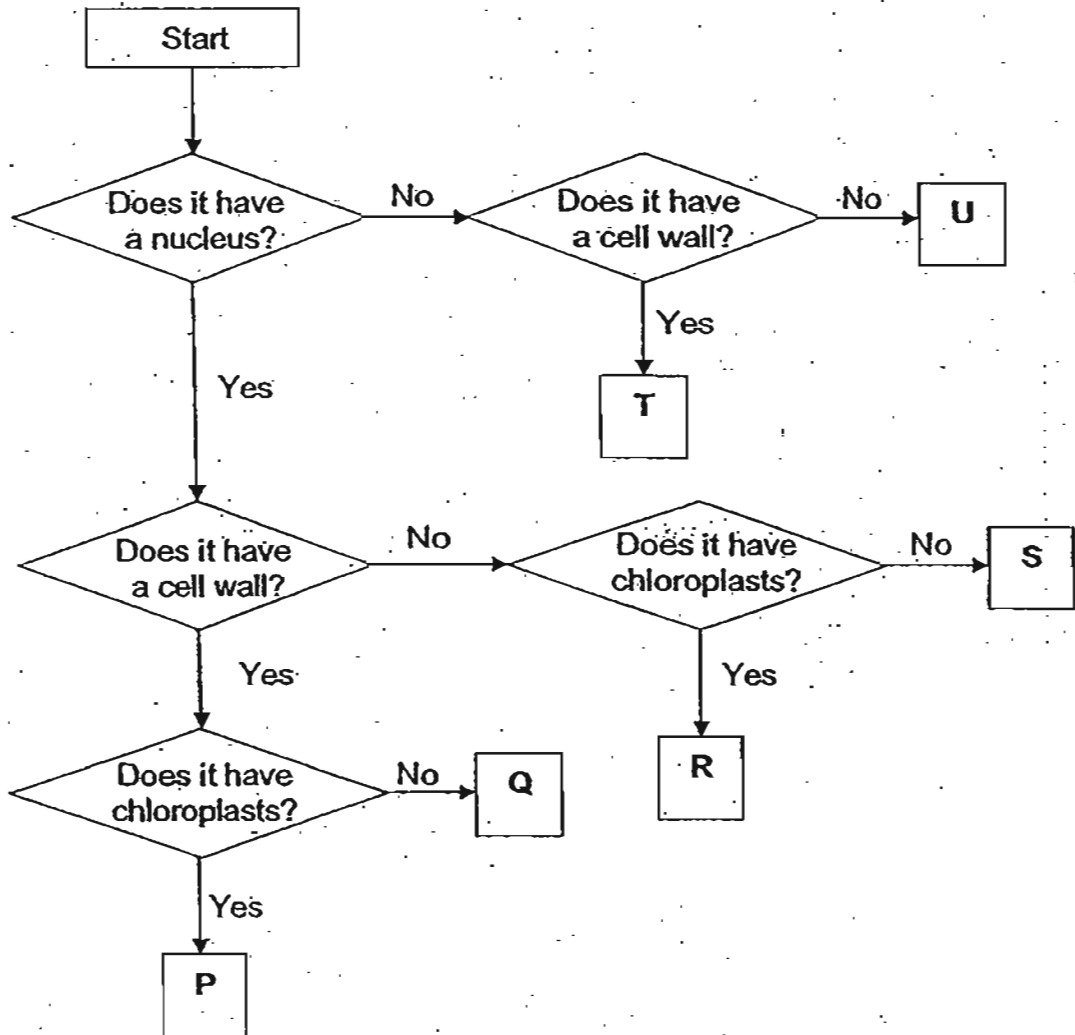 Start
Does it have
a nucleus?
No
Does it have
a cell wall?
No
U
Yes
T
Yes
Does it have
a cell wall?
No
Does it have
chloroplasts?
No
S
Yes
R
Yes
Does it have
chloroplasts?
No
Q
Yes
P